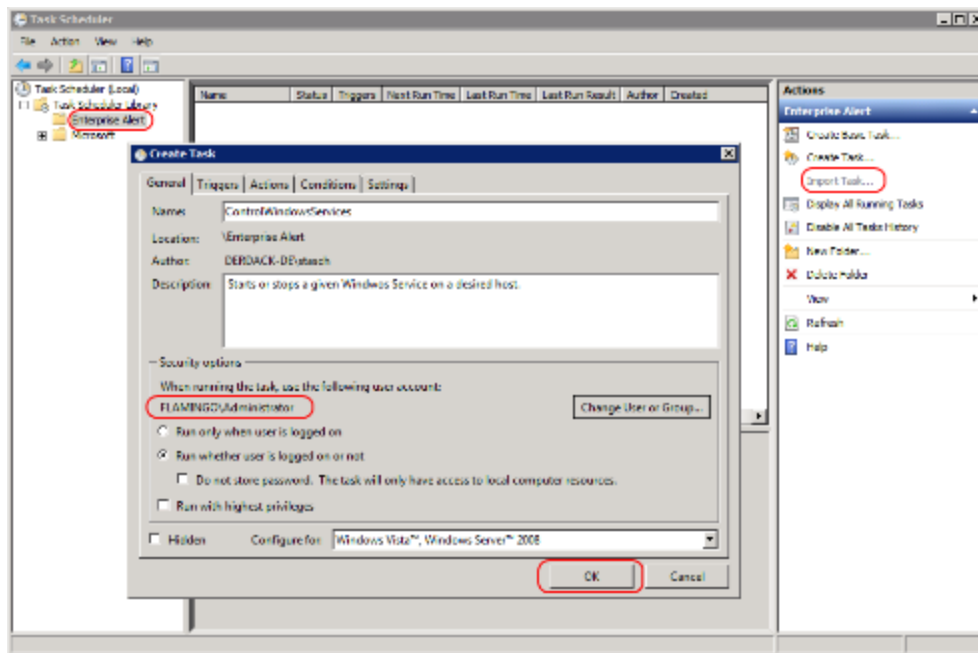 Task Scheduler
File Action View Help
Task Scheduler (Local)
Task Scheduler Library
Enterprise Alert
Microsoft
Name Status Triggers Next Run Time Last Run Time Last Run Result Author Created
Actions
Enterprise Alert
Create Basic Task...
Create Task...
Import Task...
Display All Running Tasks
Disable All Tasks History
New Folder...
Delete Folder
View
Refresh
Help
Create Task
General Triggers Actions Conditions Settings
Name: ControlWindowsServices
Location: \Enterprise Alert
Author: DERDACK-DE\stasch
Description: Starts or stops a given Windwos Service on a desired host.
Security options
When running the task, use the following user account:
FLAMINGO\Administrator
Change User or Group...
Run only when user is logged on
Run whether user is logged on or not
Do not store password. The task will only have access to local computer resources.
Run with highest privileges
Hidden Configure for: Windows Vista™, Windows Server™ 2008
OK Cancel